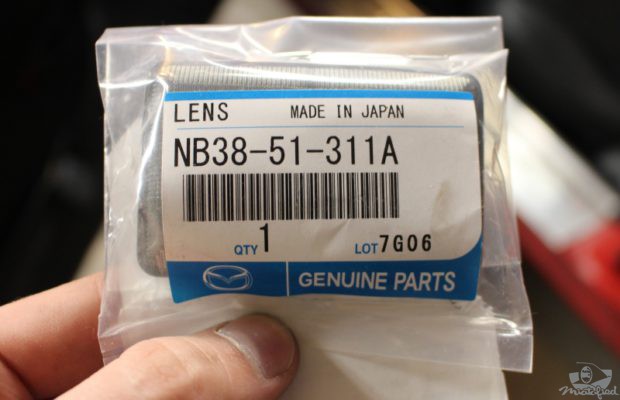 LENS MADE IN JAPAN
NB38-51-311A
QTY 1 LOT 7G06
GENUINE PARTS